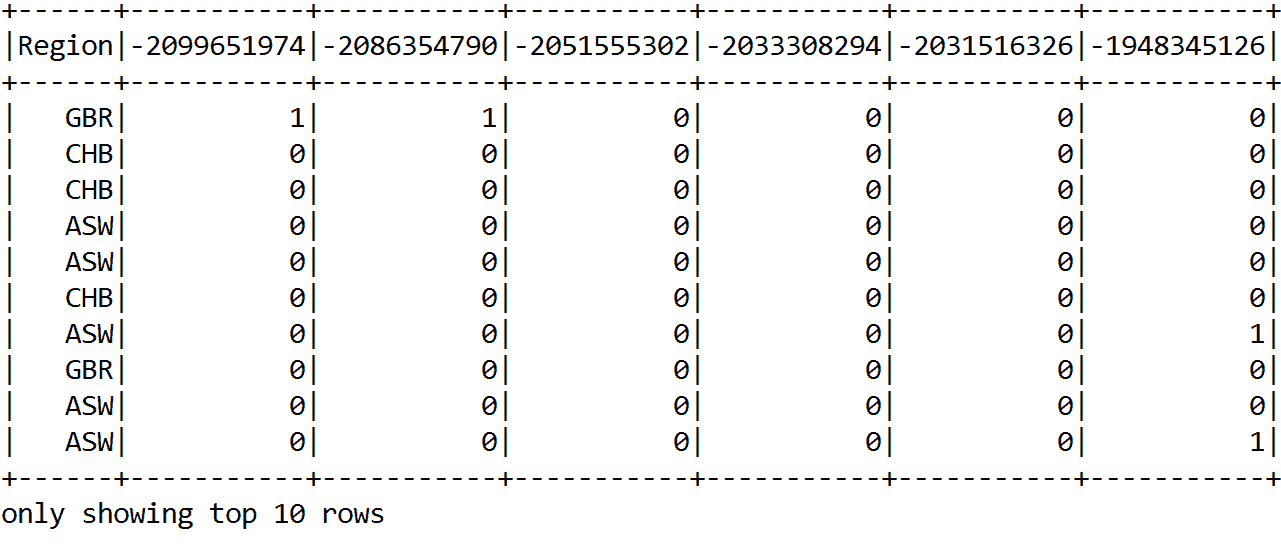 +------+-----------+-----------+-----------+-----------+-----------+-----------+
|Region|-2099651974|-2086354790|-2051555302|-2033308294|-2031516326|-1948345126|
+------+-----------+-----------+-----------+-----------+-----------+-----------+
|   GBR|          1|          1|          0|          0|          0|          0|
|   CHB|          0|          0|          0|          0|          0|          0|
|   CHB|          0|          0|          0|          0|          0|          0|
|   ASW|          0|          0|          0|          0|          0|          0|
|   ASW|          0|          0|          0|          0|          0|          0|
|   CHB|          0|          0|          0|          0|          0|          0|
|   ASW|          0|          0|          0|          0|          0|          1|
|   GBR|          0|          0|          0|          0|          0|          0|
|   ASW|          0|          0|          0|          0|          0|          0|
|   ASW|          0|          0|          0|          0|          0|          1|
+------+-----------+-----------+-----------+-----------+-----------+-----------+
only showing top 10 rows